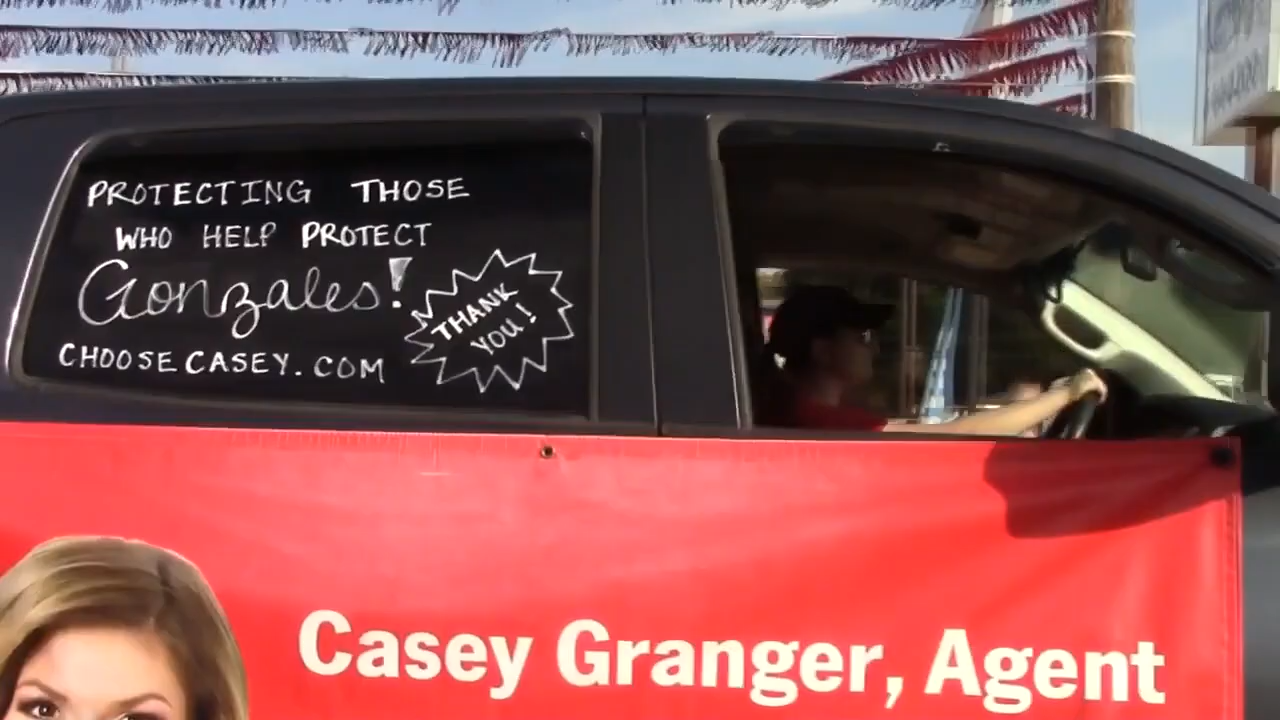 PROTECTING THOSE
WHO HELP PROTECT
Gonzales!
CHOOSECASEY.COM
THANK
YOU!
Casey Granger, Agent